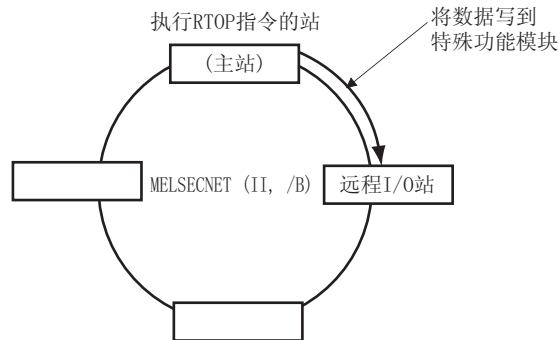 执行RTOP指令的站
将数据写到
特殊功能模块
(主站)
MELSECNET (II, /B)
远程I/O站